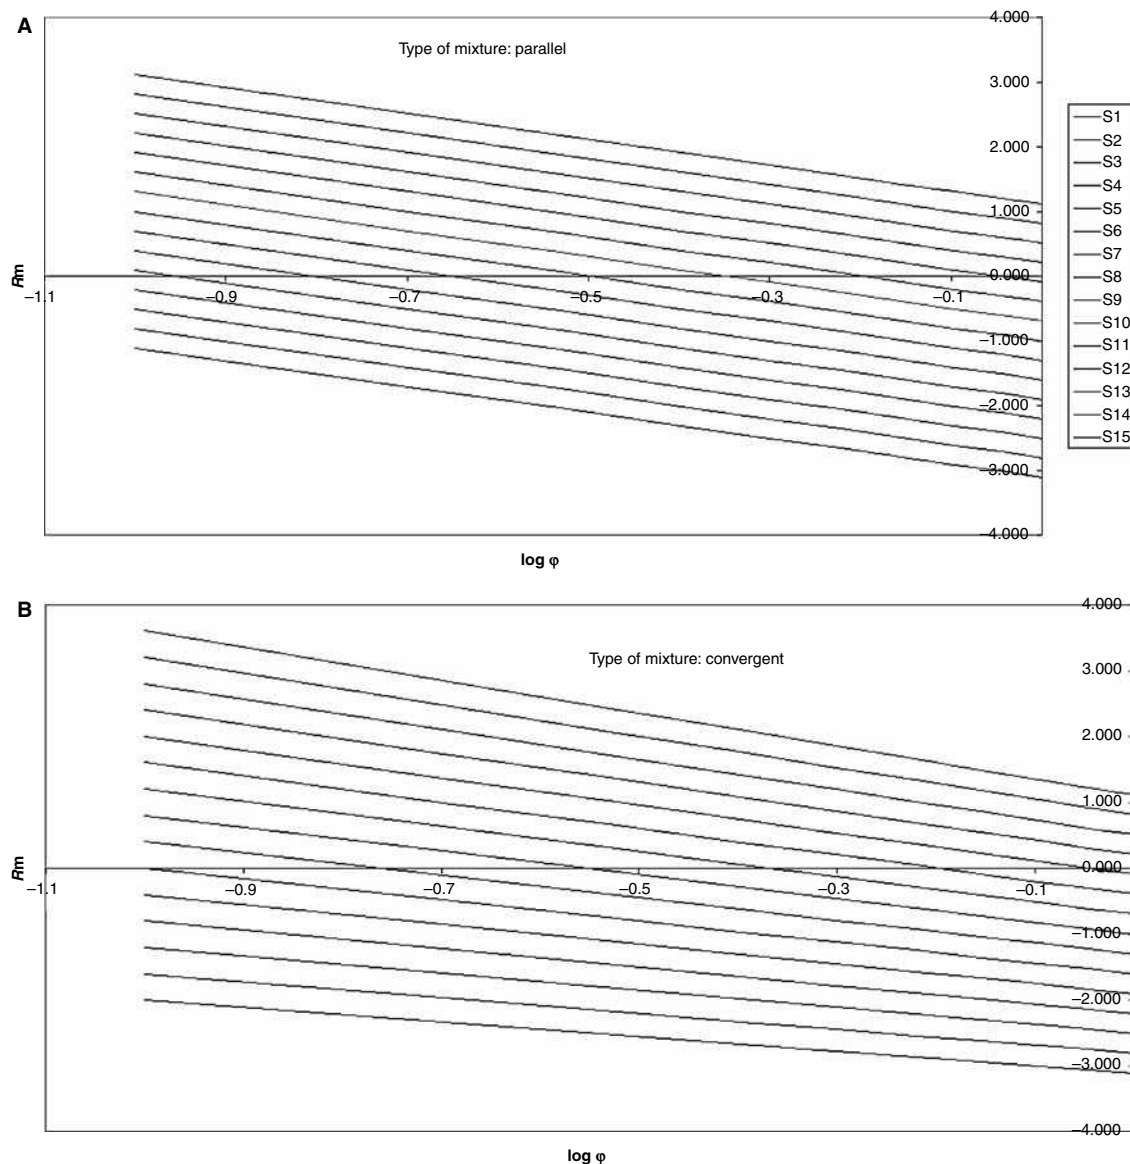 A
Type of mixture: parallel
4.000
3.000
2.000
1.000
0.000
–1.000
–2.000
–3.000
–4.000
Rm
–1.1
–0.9
–0.7
–0.5
–0.3
–0.1
log φ
S1
S2
S3
S4
S5
S6
S7
S8
S9
S10
S11
S12
S13
S14
S15
B
Type of mixture: convergent
4.000
3.000
2.000
1.000
0.000
–1.000
–2.000
–3.000
–4.000
Rm
–1.1
–0.9
–0.7
–0.5
–0.3
–0.1
log φ